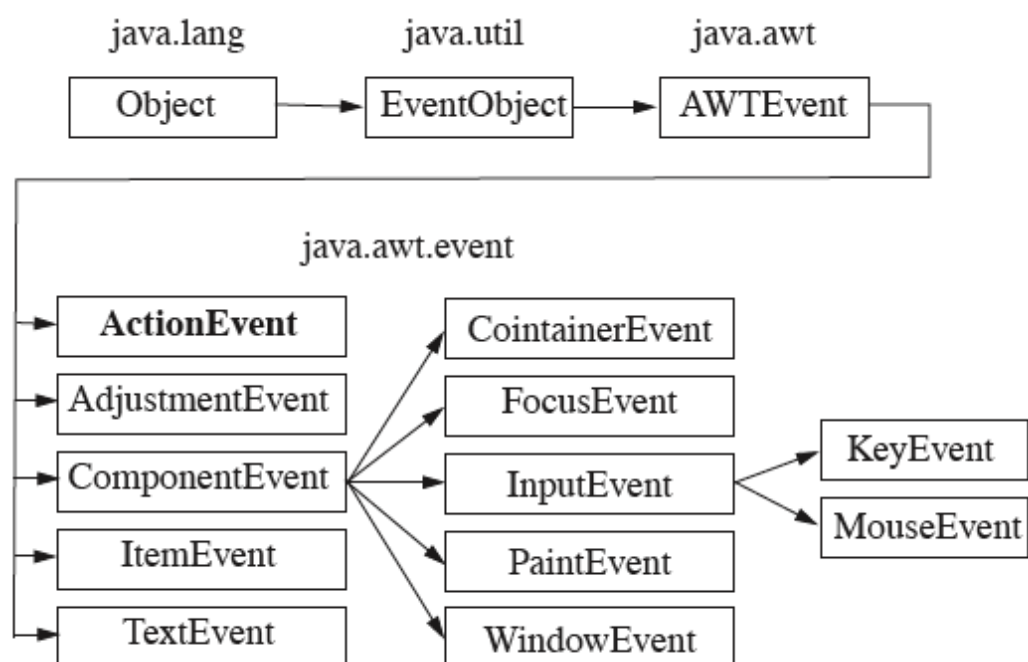 java.lang
java.util
java.awt
Object
EventObject
AWTEvent
java.awt.event
ActionEvent
AdjustmentEvent
ComponentEvent
ItemEvent
TextEvent
CointainerEvent
FocusEvent
InputEvent
PaintEvent
WindowEvent
KeyEvent
MouseEvent